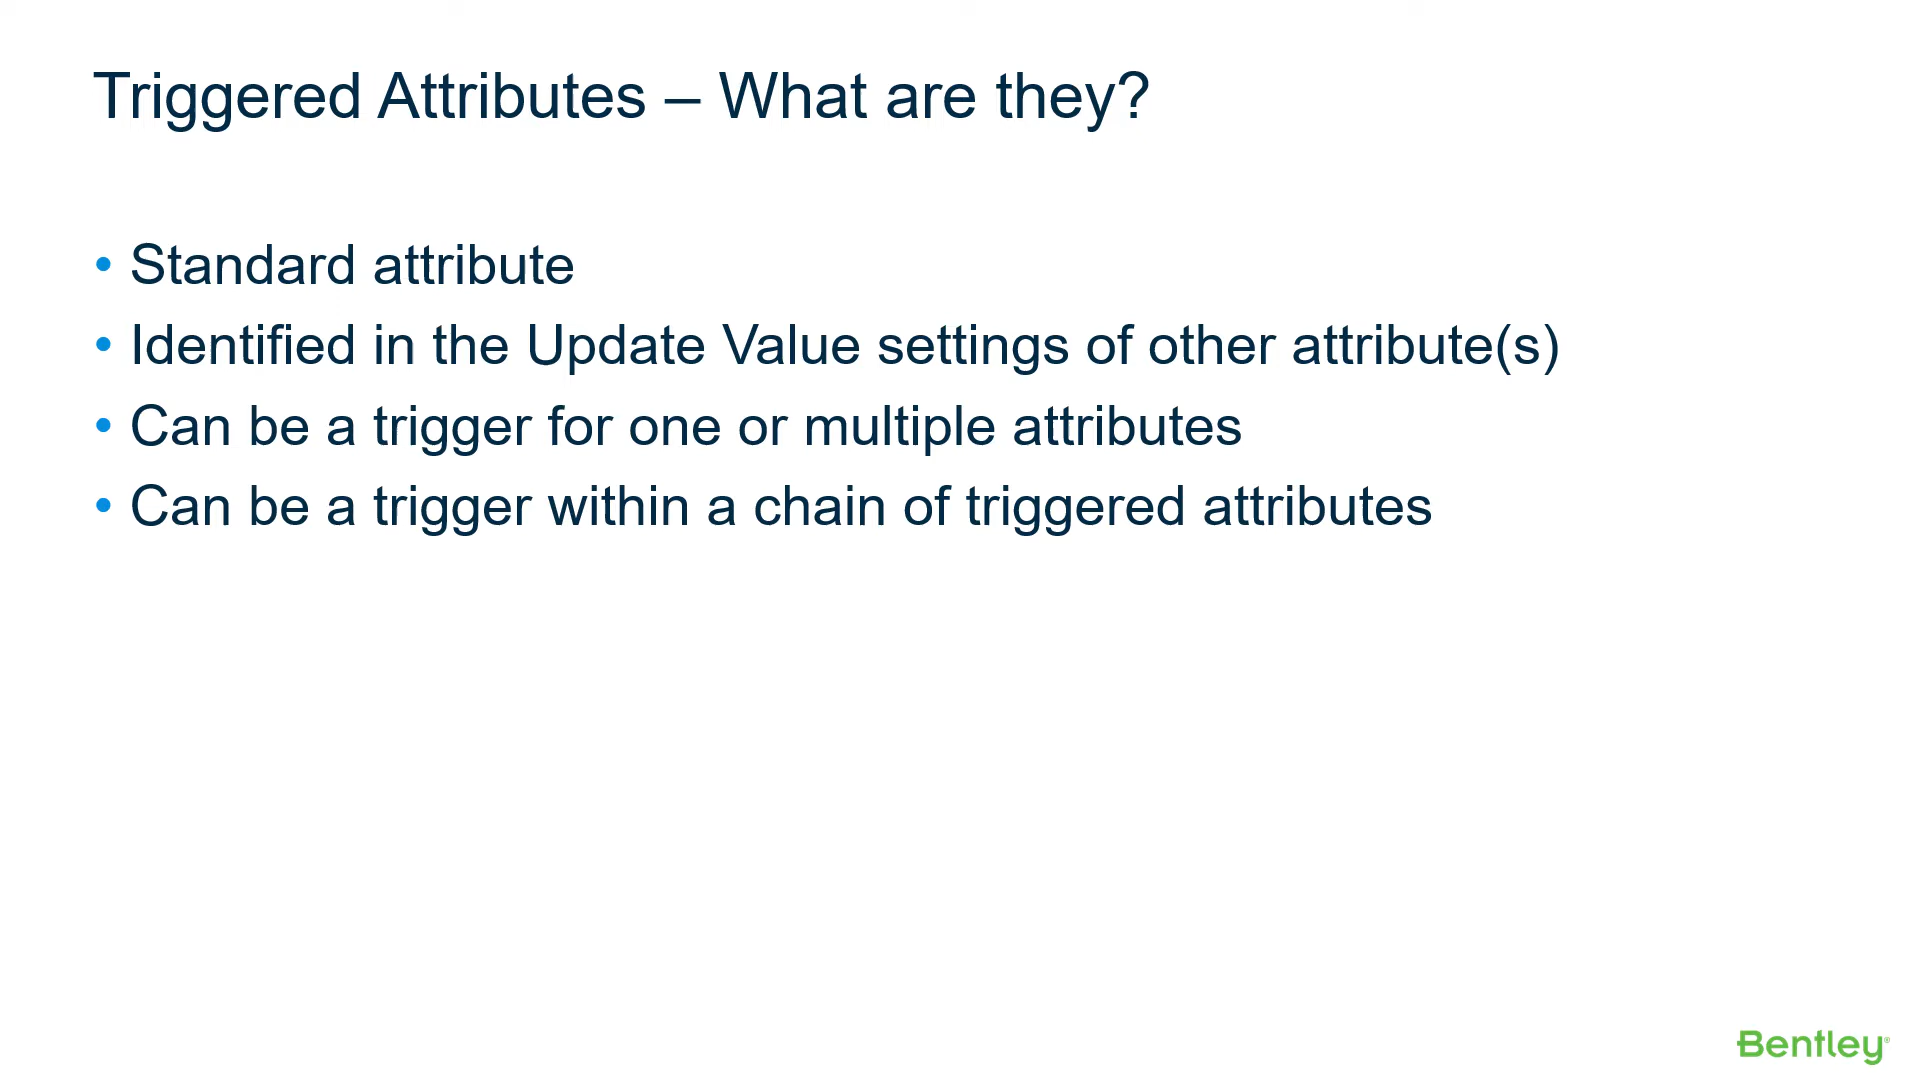 Triggered Attributes – What are they?
• Standard attribute
• Identified in the Update Value settings of other attribute(s)
• Can be a trigger for one or multiple attributes
• Can be a trigger within a chain of triggered attributes
Bentley®